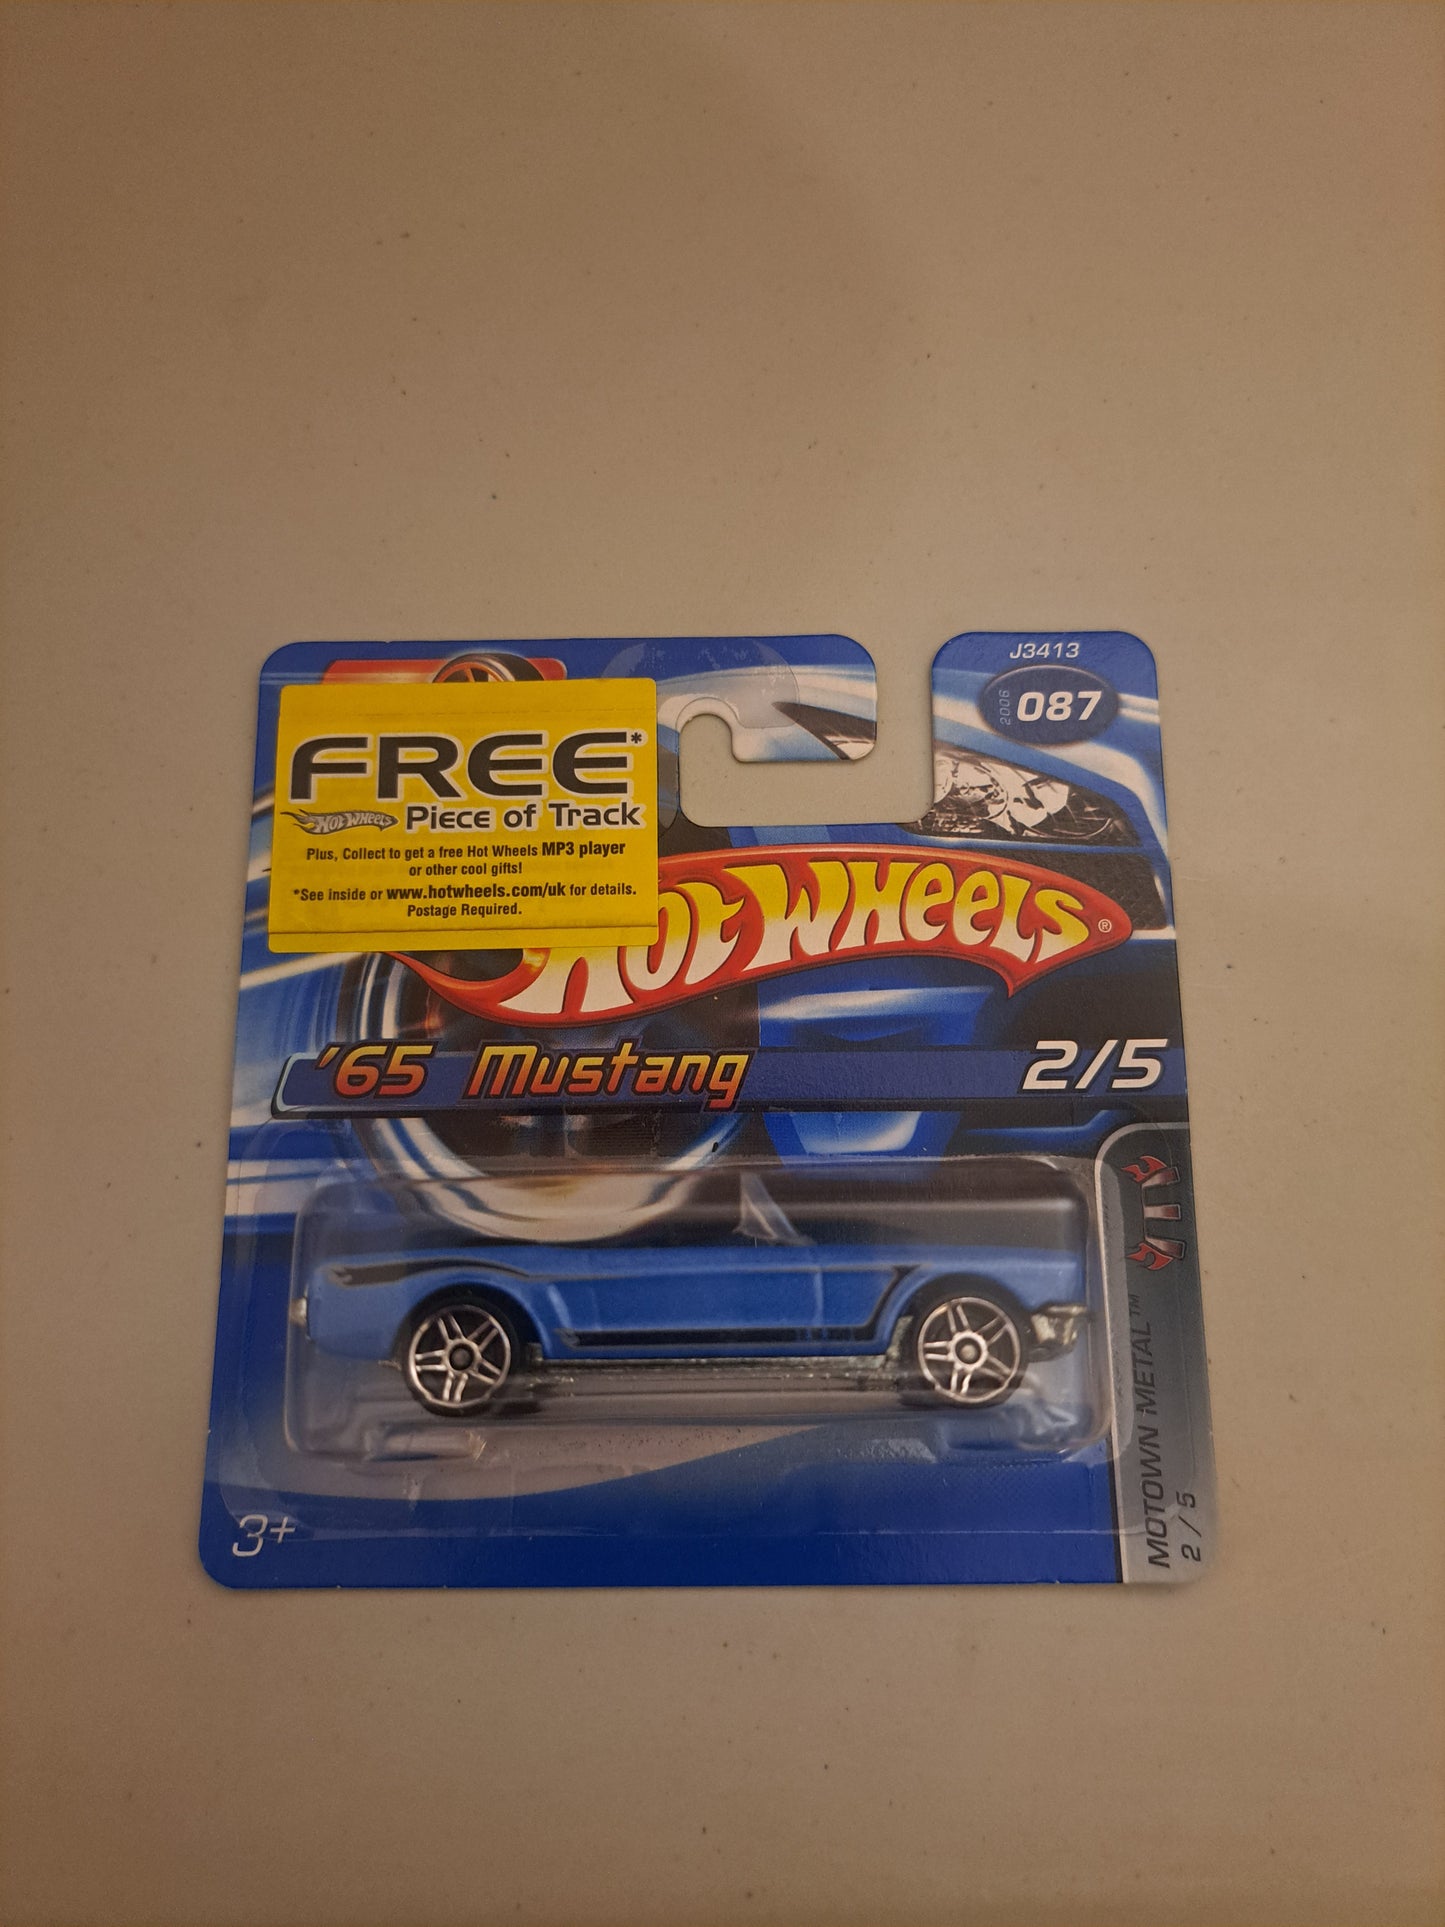 J3413
2006 087
FREE*
HOT WHEELS Piece of Track
Plus, Collect to get a free Hot Wheels MP3 player
or other cool gifts!
*See inside or www.hotwheels.com/uk for details.
Postage Required.
HOT WHEELS ®
'65 Mustang 2/5
MOTOWN METAL™
2 / 5
3+